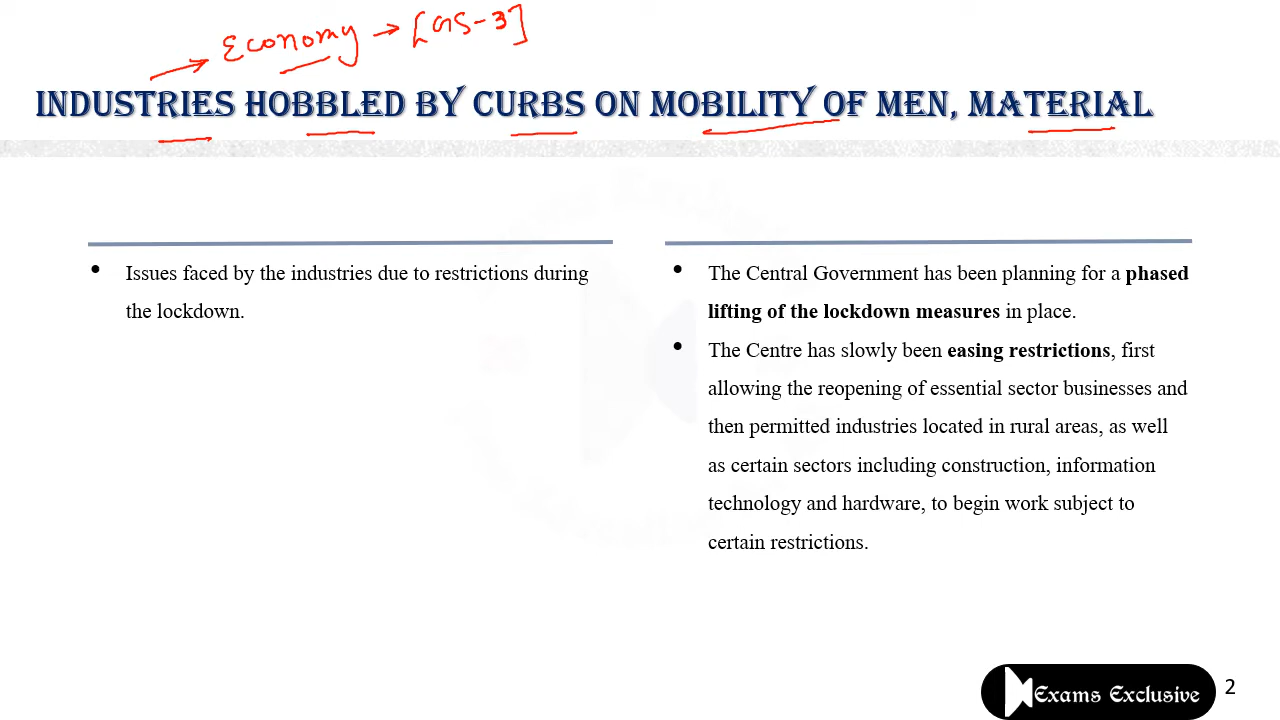 Economy → [GS-3]
INDUSTRIES HOBBLED BY CURBS ON MOBILITY OF MEN, MATERIAL
• Issues faced by the industries due to restrictions during
the lockdown.
• The Central Government has been planning for a phased
lifting of the lockdown measures in place.
• The Centre has slowly been easing restrictions, first
allowing the reopening of essential sector businesses and
then permitted industries located in rural areas, as well
as certain sectors including construction, information
technology and hardware, to begin work subject to
certain restrictions.
Exams Exclusive
2